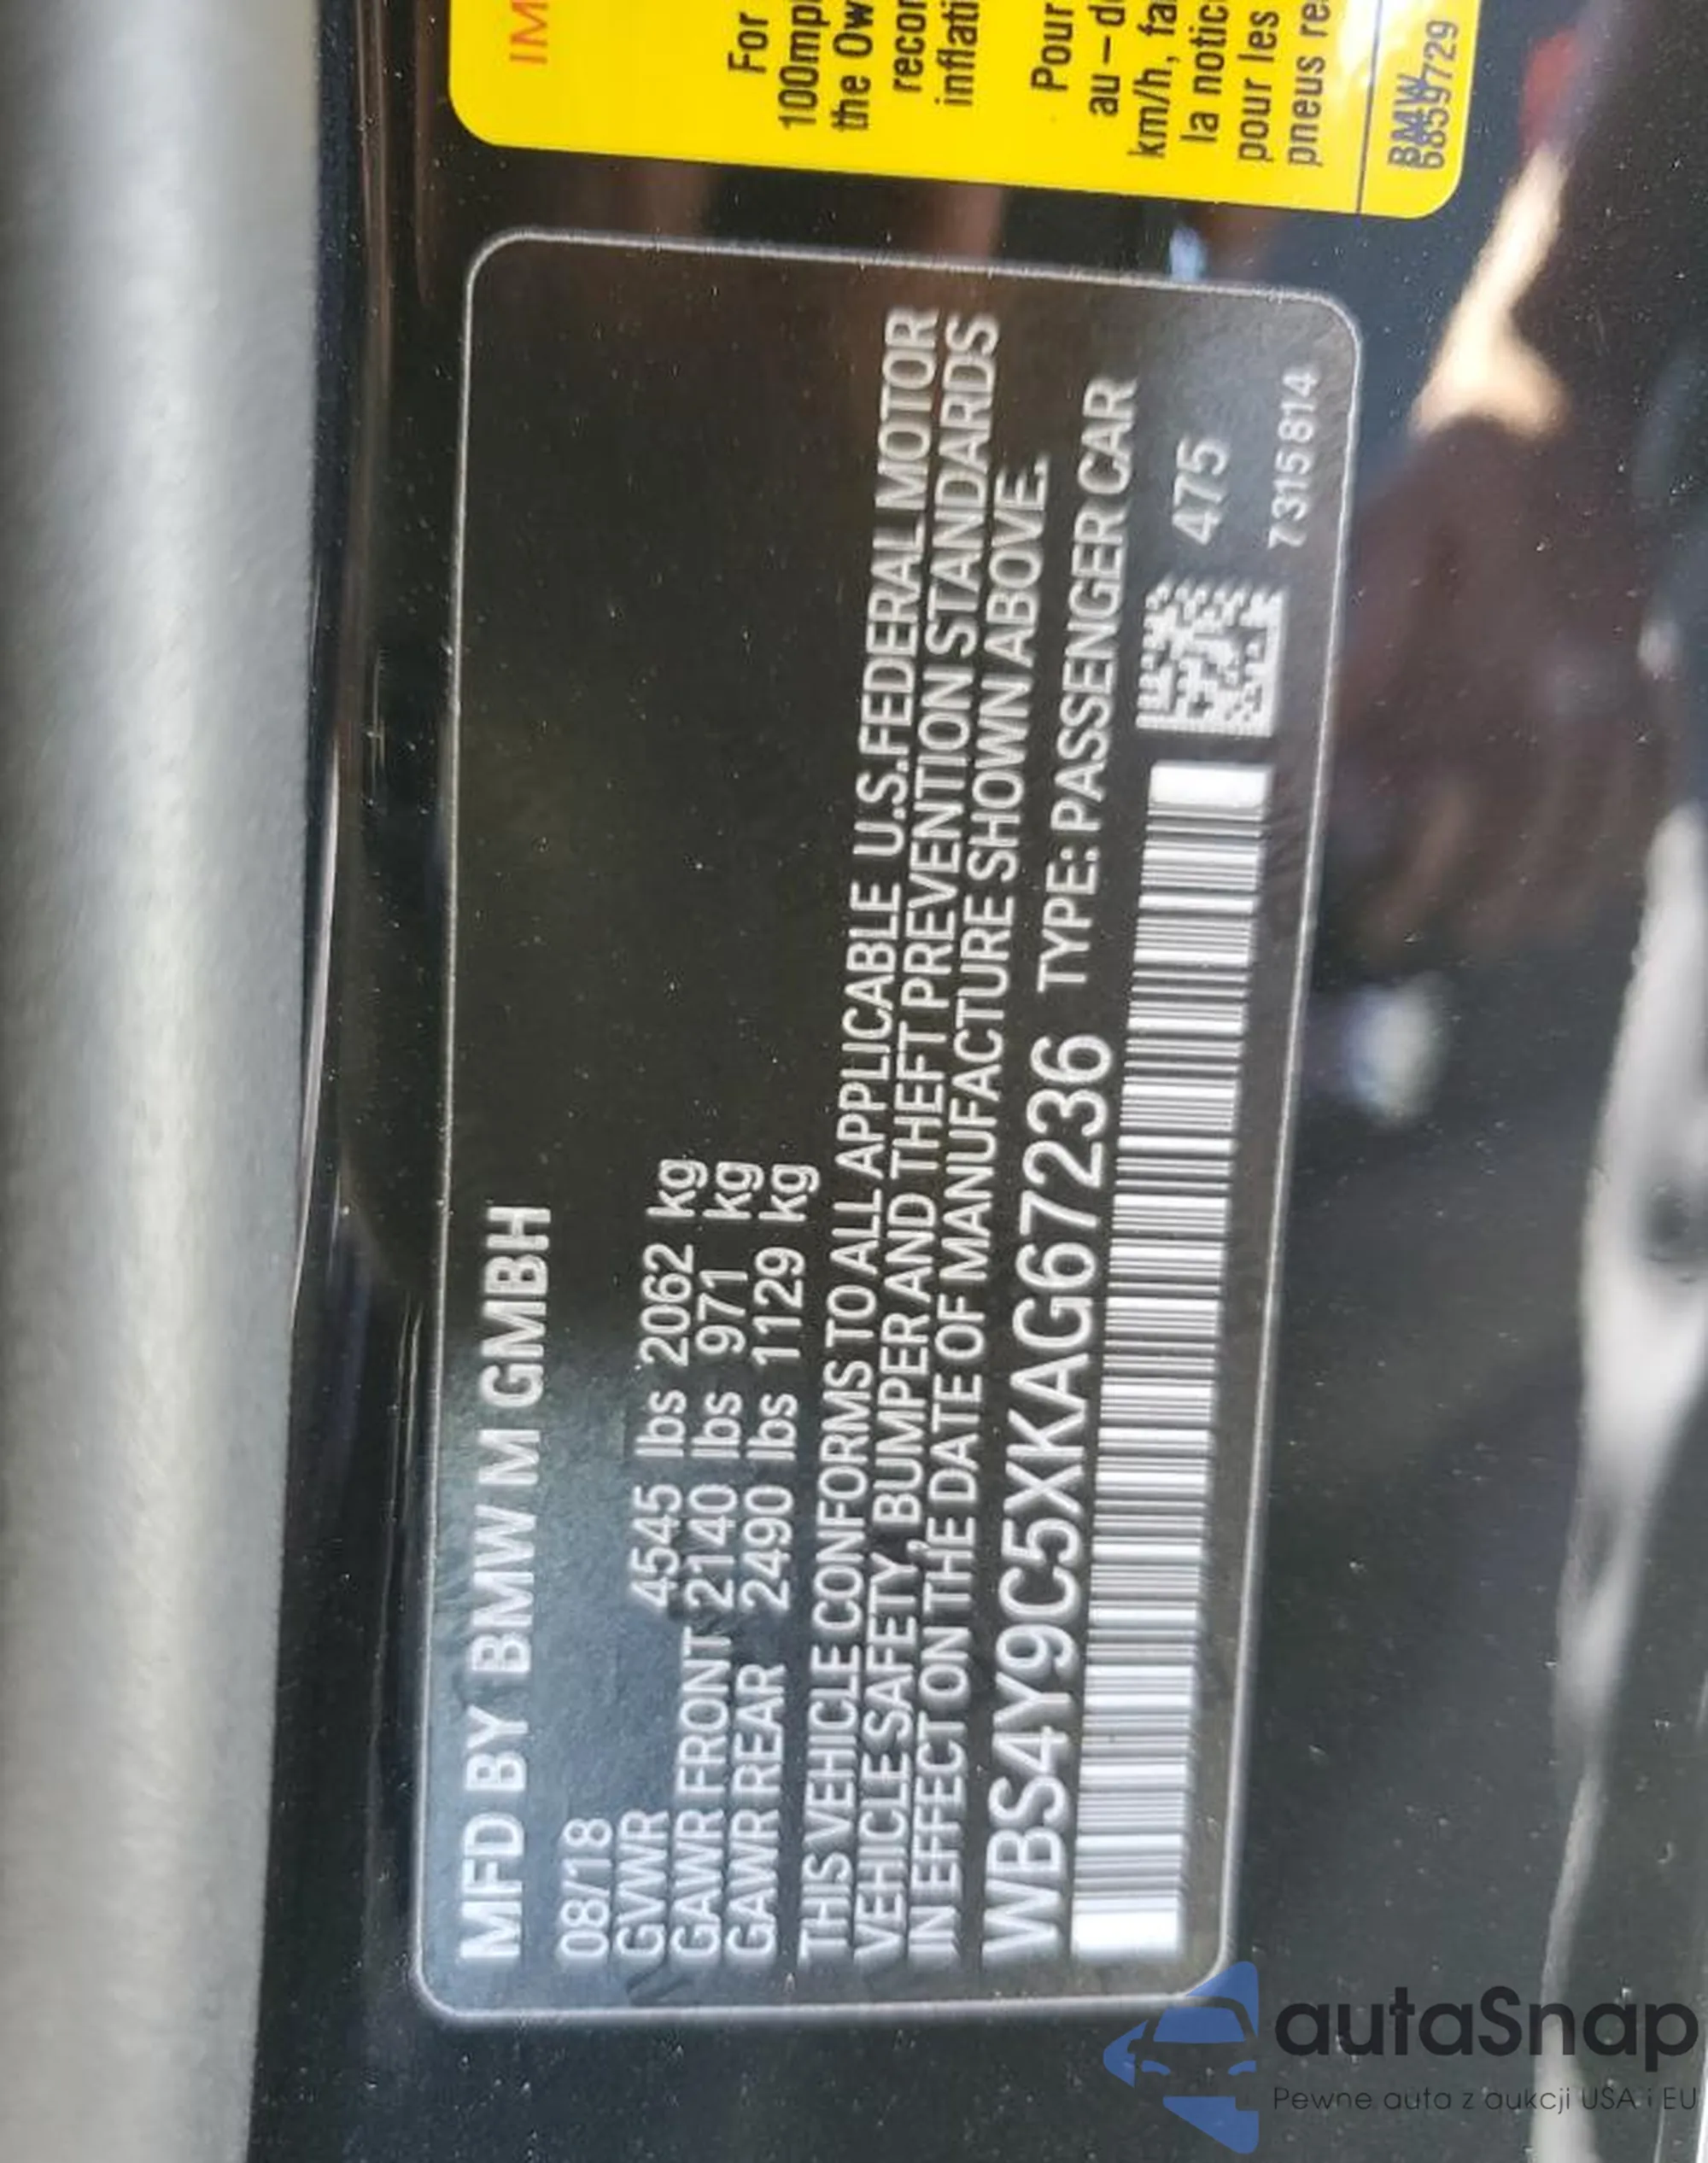 IM
For
100mp
the Ow
recor
inflati
Pour
au-d
km/h, fa
la notic
pour les
pneus re
BMW
68597729
MFD BY BMW M GMBH
08/18
GVWR 4545 lbs 2062 kg
GAWR FRONT 2140 lbs 971 kg
GAWR REAR 2490 lbs 1129 kg
THIS VEHICLE CONFORMS TO ALL APPLICABLE U.S.FEDERAL MOTOR
VEHICLE SAFETY, BUMPER AND THEFT PREVENTION STANDARDS
IN EFFECT ON THE DATE OF MANUFACTURE SHOWN ABOVE.
WBS4Y9C5XKAG67236 TYPE: PASSENGER CAR
475
7315814
autaSnap
Pewne auta z aukcji USA i EU